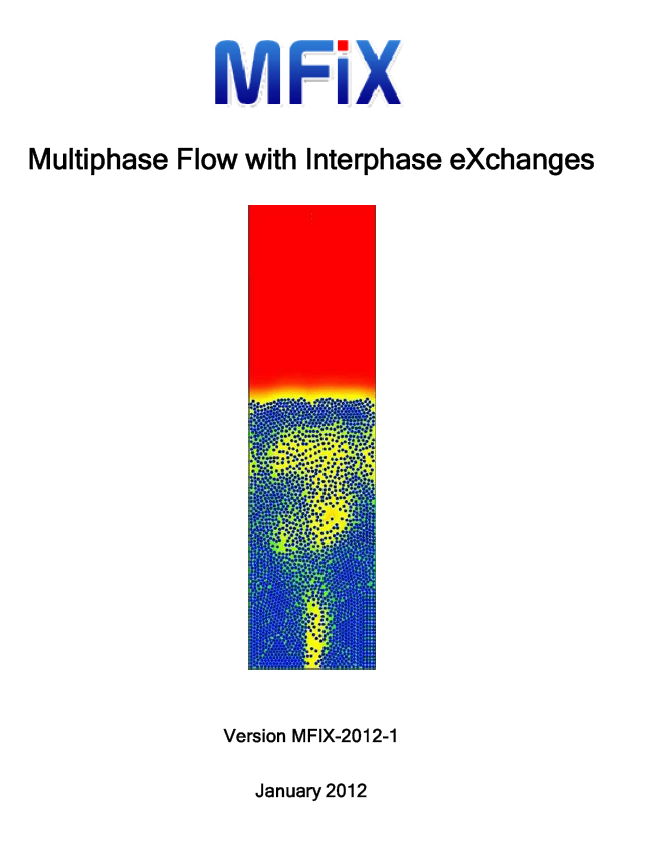 MFiX
Multiphase Flow with Interphase eXchanges
Version MFIX-2012-1
January 2012